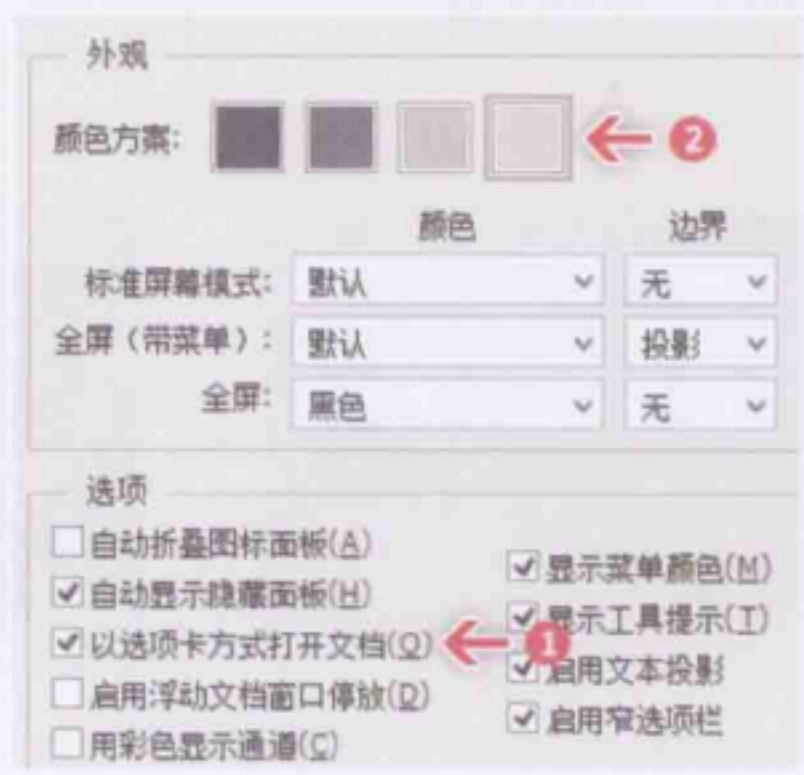 外观
颜色方案:
2
颜色 边界
标准屏幕模式: 默认 无
全屏（带菜单）: 默认 投影
全屏: 黑色 无
选项
自动折叠图标面板(A)
自动显示隐藏面板(H)
以选项卡方式打开文档(O)
1
启用浮动文档窗口停放(D)
用彩色显示通道(C)
显示菜单颜色(M)
显示工具提示(T)
启用文本投影
启用窄选项栏